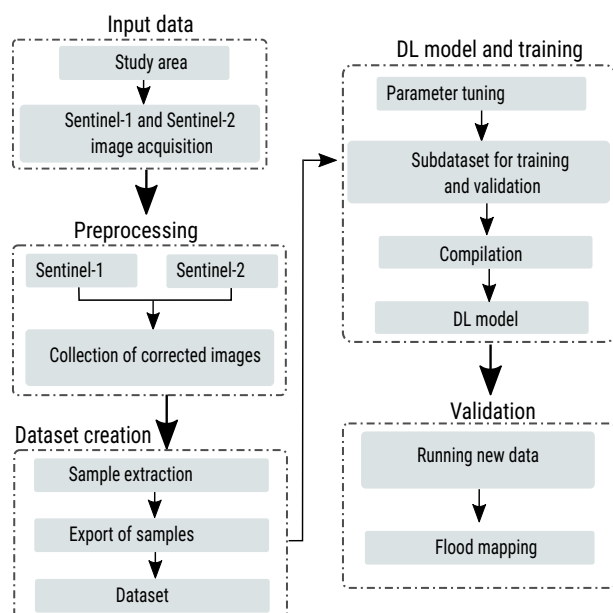 Input data
Study area
Sentinel-1 and Sentinel-2
image acquisition
Preprocessing
Sentinel-1
Sentinel-2
Collection of corrected images
Dataset creation
Sample extraction
Export of samples
Dataset
DL model and training
Parameter tuning
Subdataset for training
and validation
Compilation
DL model
Validation
Running new data
Flood mapping